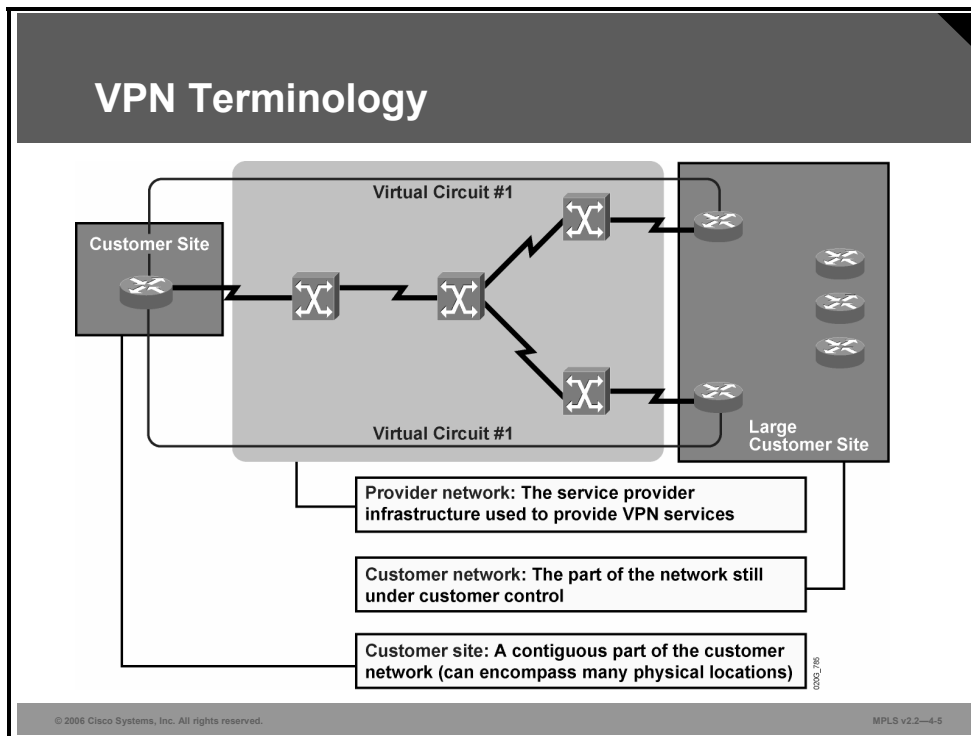 VPN Terminology
Virtual Circuit #1
Customer Site
Virtual Circuit #1
Large
Customer Site
Provider network: The service provider
infrastructure used to provide VPN services
Customer network: The part of the network still
under customer control
Customer site: A contiguous part of the customer
network (can encompass many physical locations)
020G_785
© 2006 Cisco Systems, Inc. All rights reserved.
MPLS v2.2—4-5